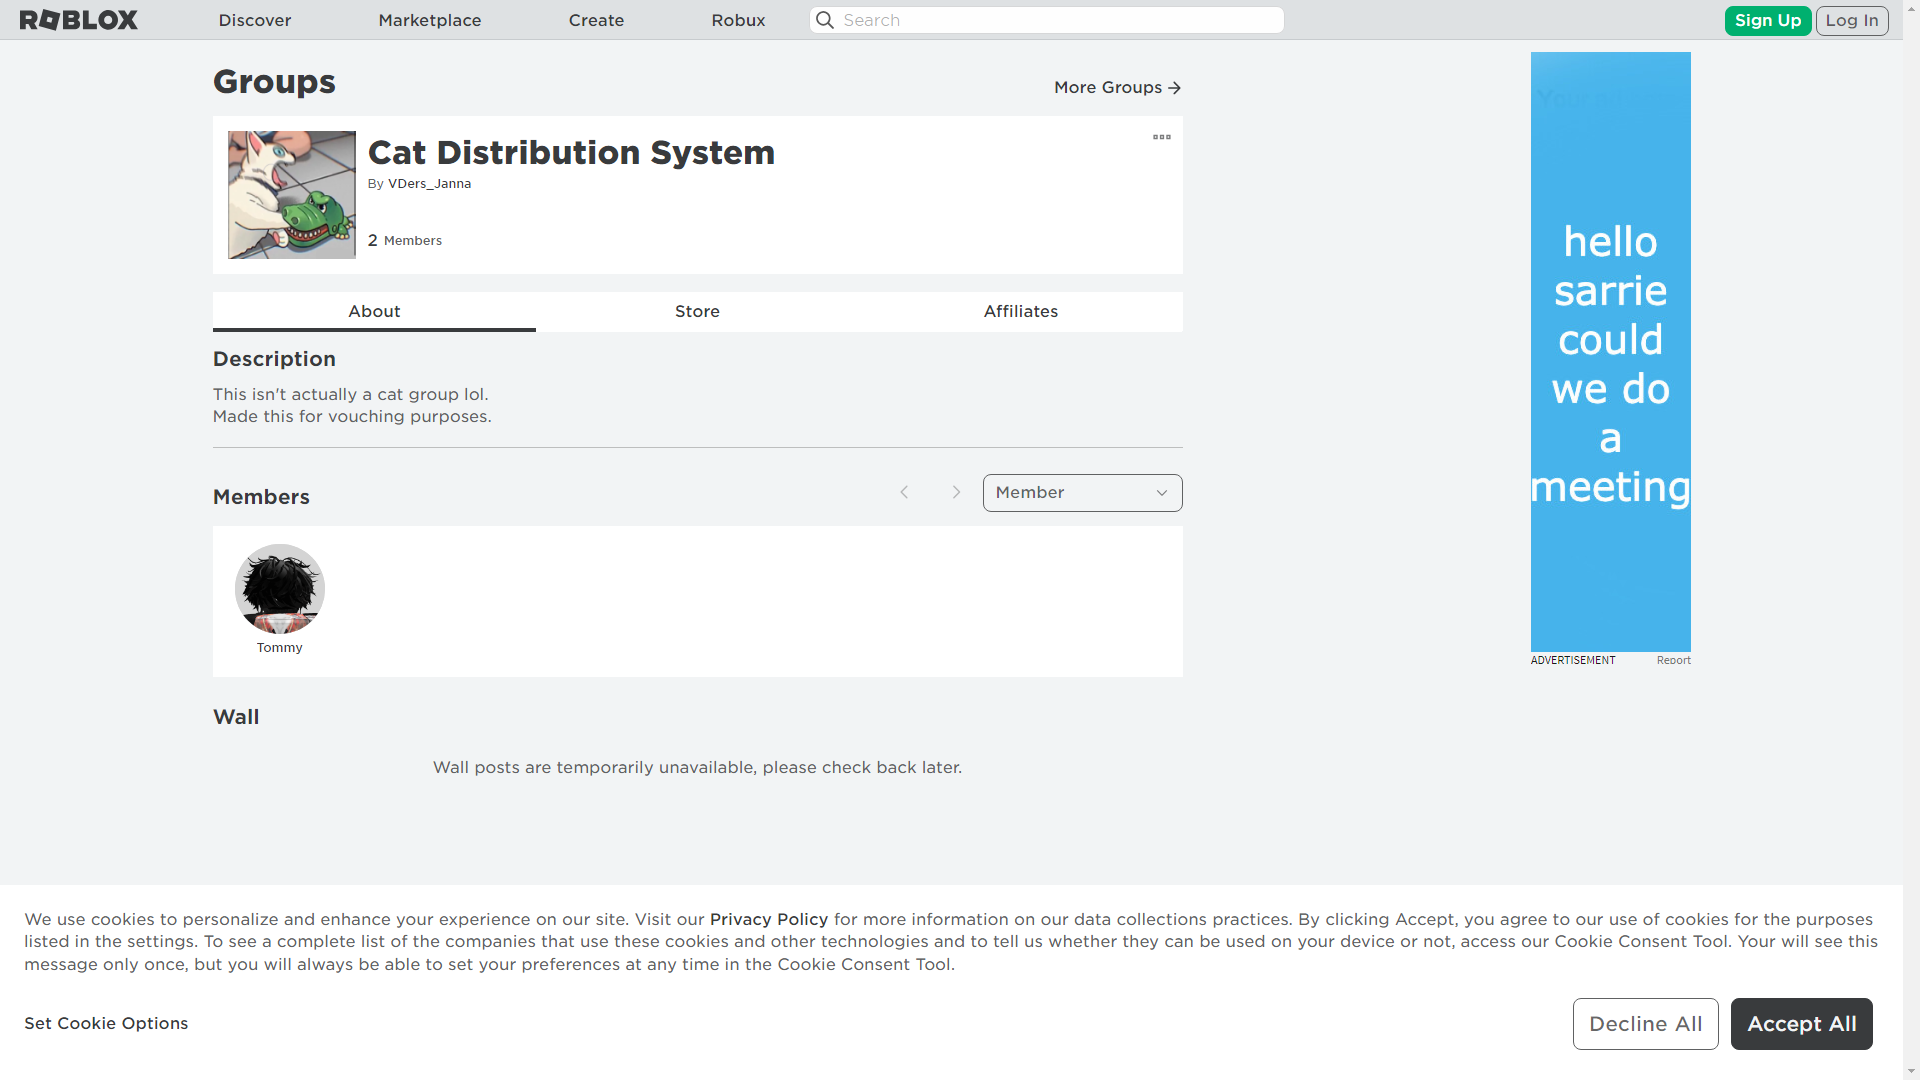 ROBLOX
Discover
Marketplace
Create
Robux
Search
Sign Up
Log In
Groups
More Groups
Cat Distribution System
By VDers_Janna
2 Members
About
Store
Affiliates
Description
This isn't actually a cat group lol.
Made this for vouching purposes.
Members
Member
Tommy
Wall
Wall posts are temporarily unavailable, please check back later.
hello
sarrie
could
we do
a
meeting
ADVERTISEMENT
Report
We use cookies to personalize and enhance your experience on our site. Visit our Privacy Policy for more information on our data collections practices. By clicking Accept, you agree to our use of cookies for the purposes
listed in the settings. To see a complete list of the companies that use these cookies and other technologies and to tell us whether they can be used on your device or not, access our Cookie Consent Tool. Your will see this
message only once, but you will always be able to set your preferences at any time in the Cookie Consent Tool.
Set Cookie Options
Decline All
Accept All